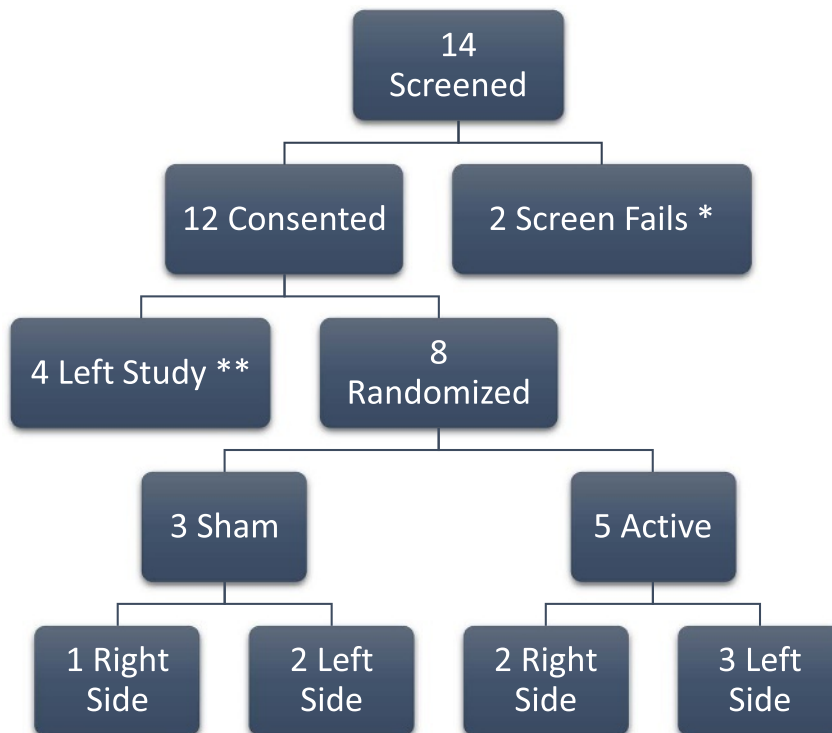 14
Screened
12 Consented
2 Screen Fails *
4 Left Study **
8
Randomized
3 Sham
5 Active
1 Right
Side
2 Left
Side
2 Right
Side
3 Left
Side